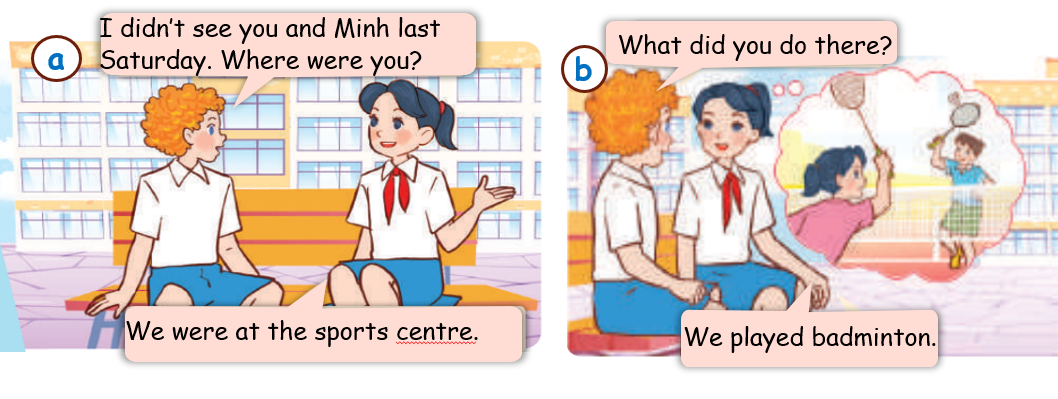 a
I didn't see you and Minh last
Saturday. Where were you?
We were at the sports centre.
b
What did you do there?
We played badminton.